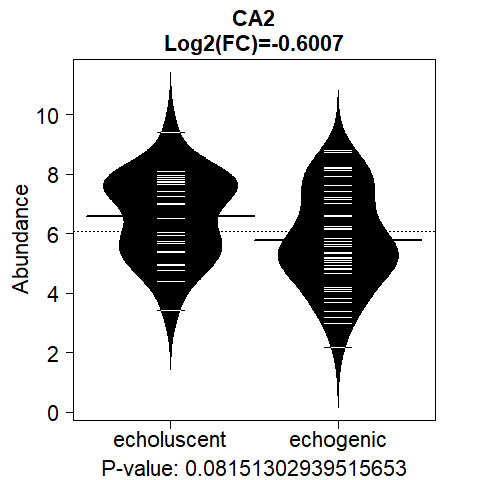 CA2
Log2(FC)=-0.6007
Abundance
10
8
6
4
2
0
echoluscent echogenic
P-value: 0.08151302939515653